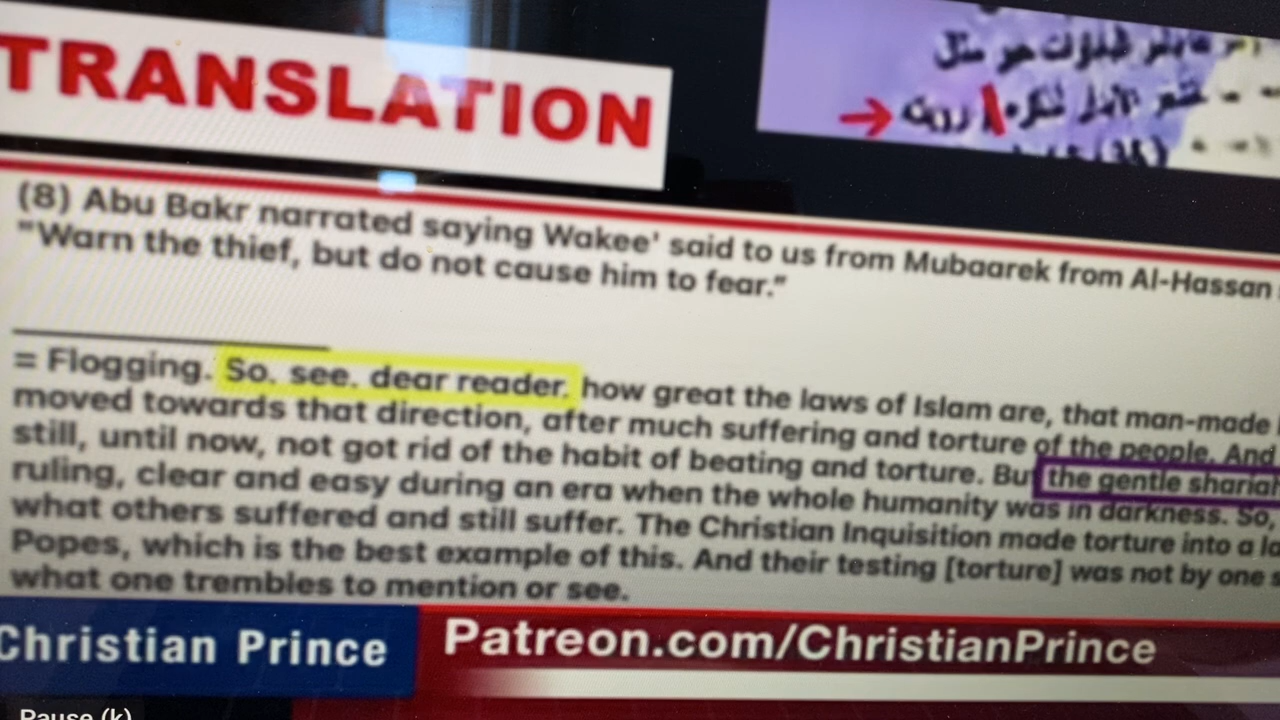 TRANSLATION
(8) Abu Bakr narrated saying Wakee' said to us from Mubaarek from Al-Hassan
"Warn the thief, but do not cause him to fear."
= Flogging. So, see, dear reader, how great the laws of Islam are, that man-made
moved towards that direction, after much suffering and torture of the people. And
still, until now, not got rid of the habit of beating and torture. But the gentle shariah
ruling, clear and easy during an era when the whole humanity was in darkness. So,
what others suffered and still suffer. The Christian Inquisition made torture into a
Popes, which is the best example of this. And their testing [torture] was not by one
what one trembles to mention or see.
Christian Prince
Patreon.com/ChristianPrince
Pause (k)